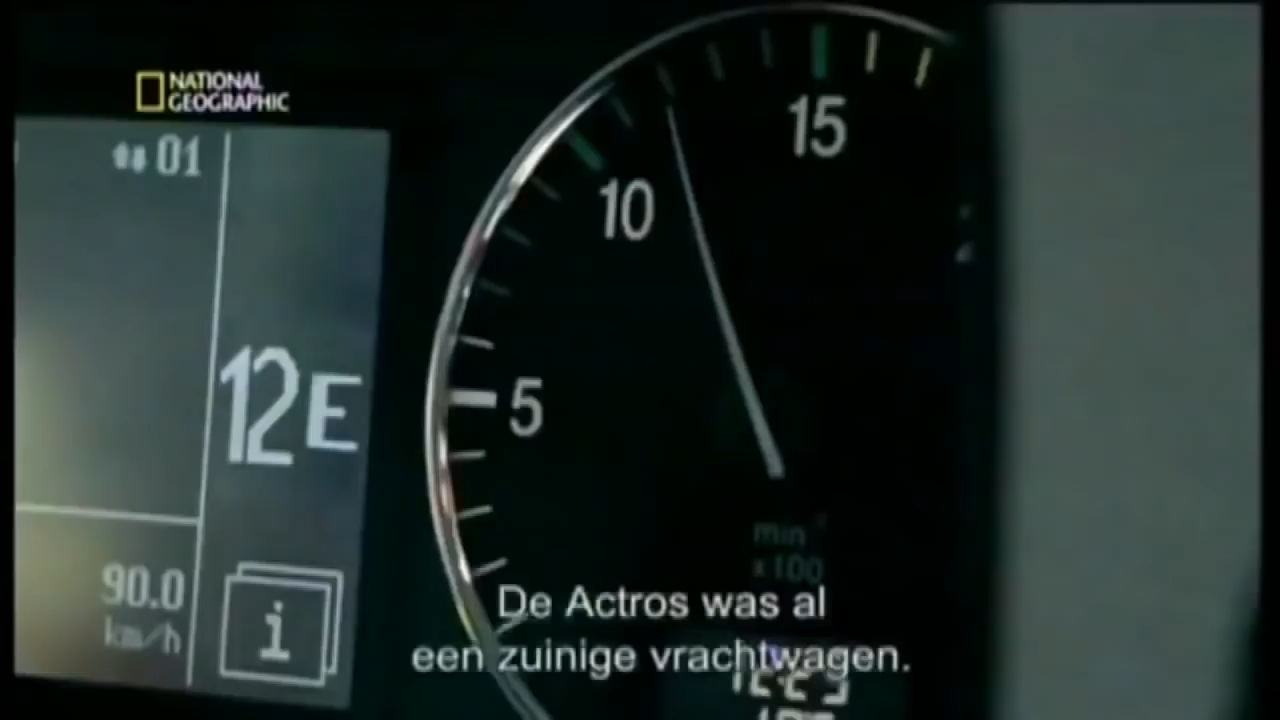 NATIONAL
GEOGRAPHIC
01
12E
90.0
km/h
i
15
10
5
min
x100
De Actros was al
een zuinige vrachtwagen.